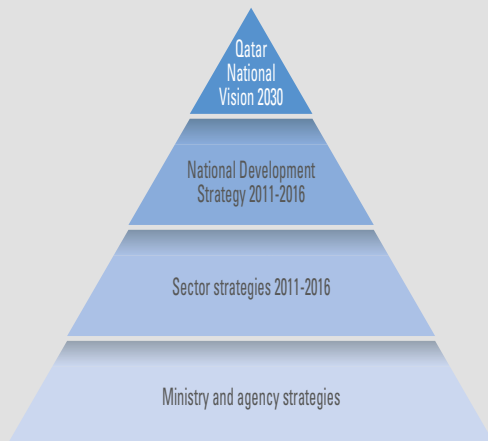 Qatar
National
Vision 2030
National Development
Strategy 2011-2016
Sector strategies 2011-2016
Ministry and agency strategies